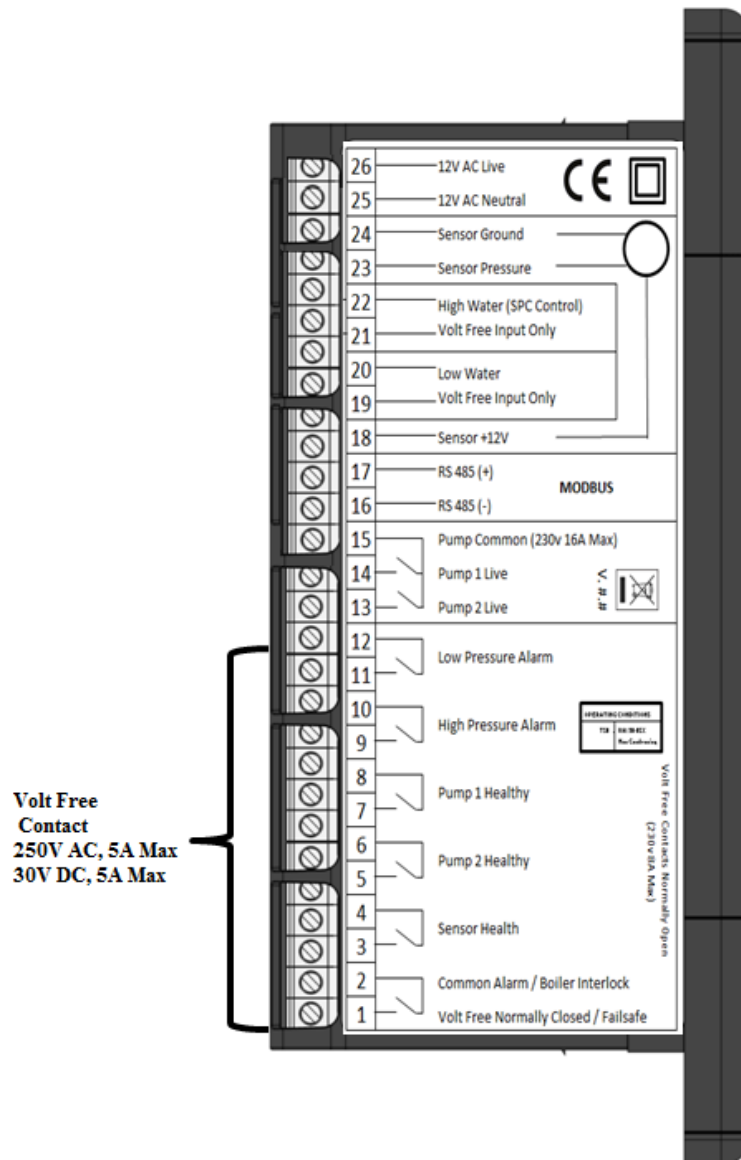 26 12V AC Live
25 12V AC Neutral
CE
24 Sensor Ground
23 Sensor Pressure
22 High Water (SPC Control)
21 Volt Free Input Only
20 Low Water
19 Volt Free Input Only
18 Sensor +12V
17 RS 485 (+)
MODBUS
16 RS 485 (-)
15 Pump Common (230v 16A Max)
14 Pump 1 Live
13 Pump 2 Live
V.#.#
12
Low Pressure Alarm
11
10
High Pressure Alarm
9
OPERATING CONDITIONS
8
Pump 1 Healthy
7
6
Pump 2 Healthy
5
4
Sensor Health
3
2 Common Alarm / Boiler Interlock
1 Volt Free Normally Closed / Failsafe
Volt Free Contacts Normally Open
(230v 8A Max)
Volt Free
Contact
250V AC, 5A Max
30V DC, 5A Max